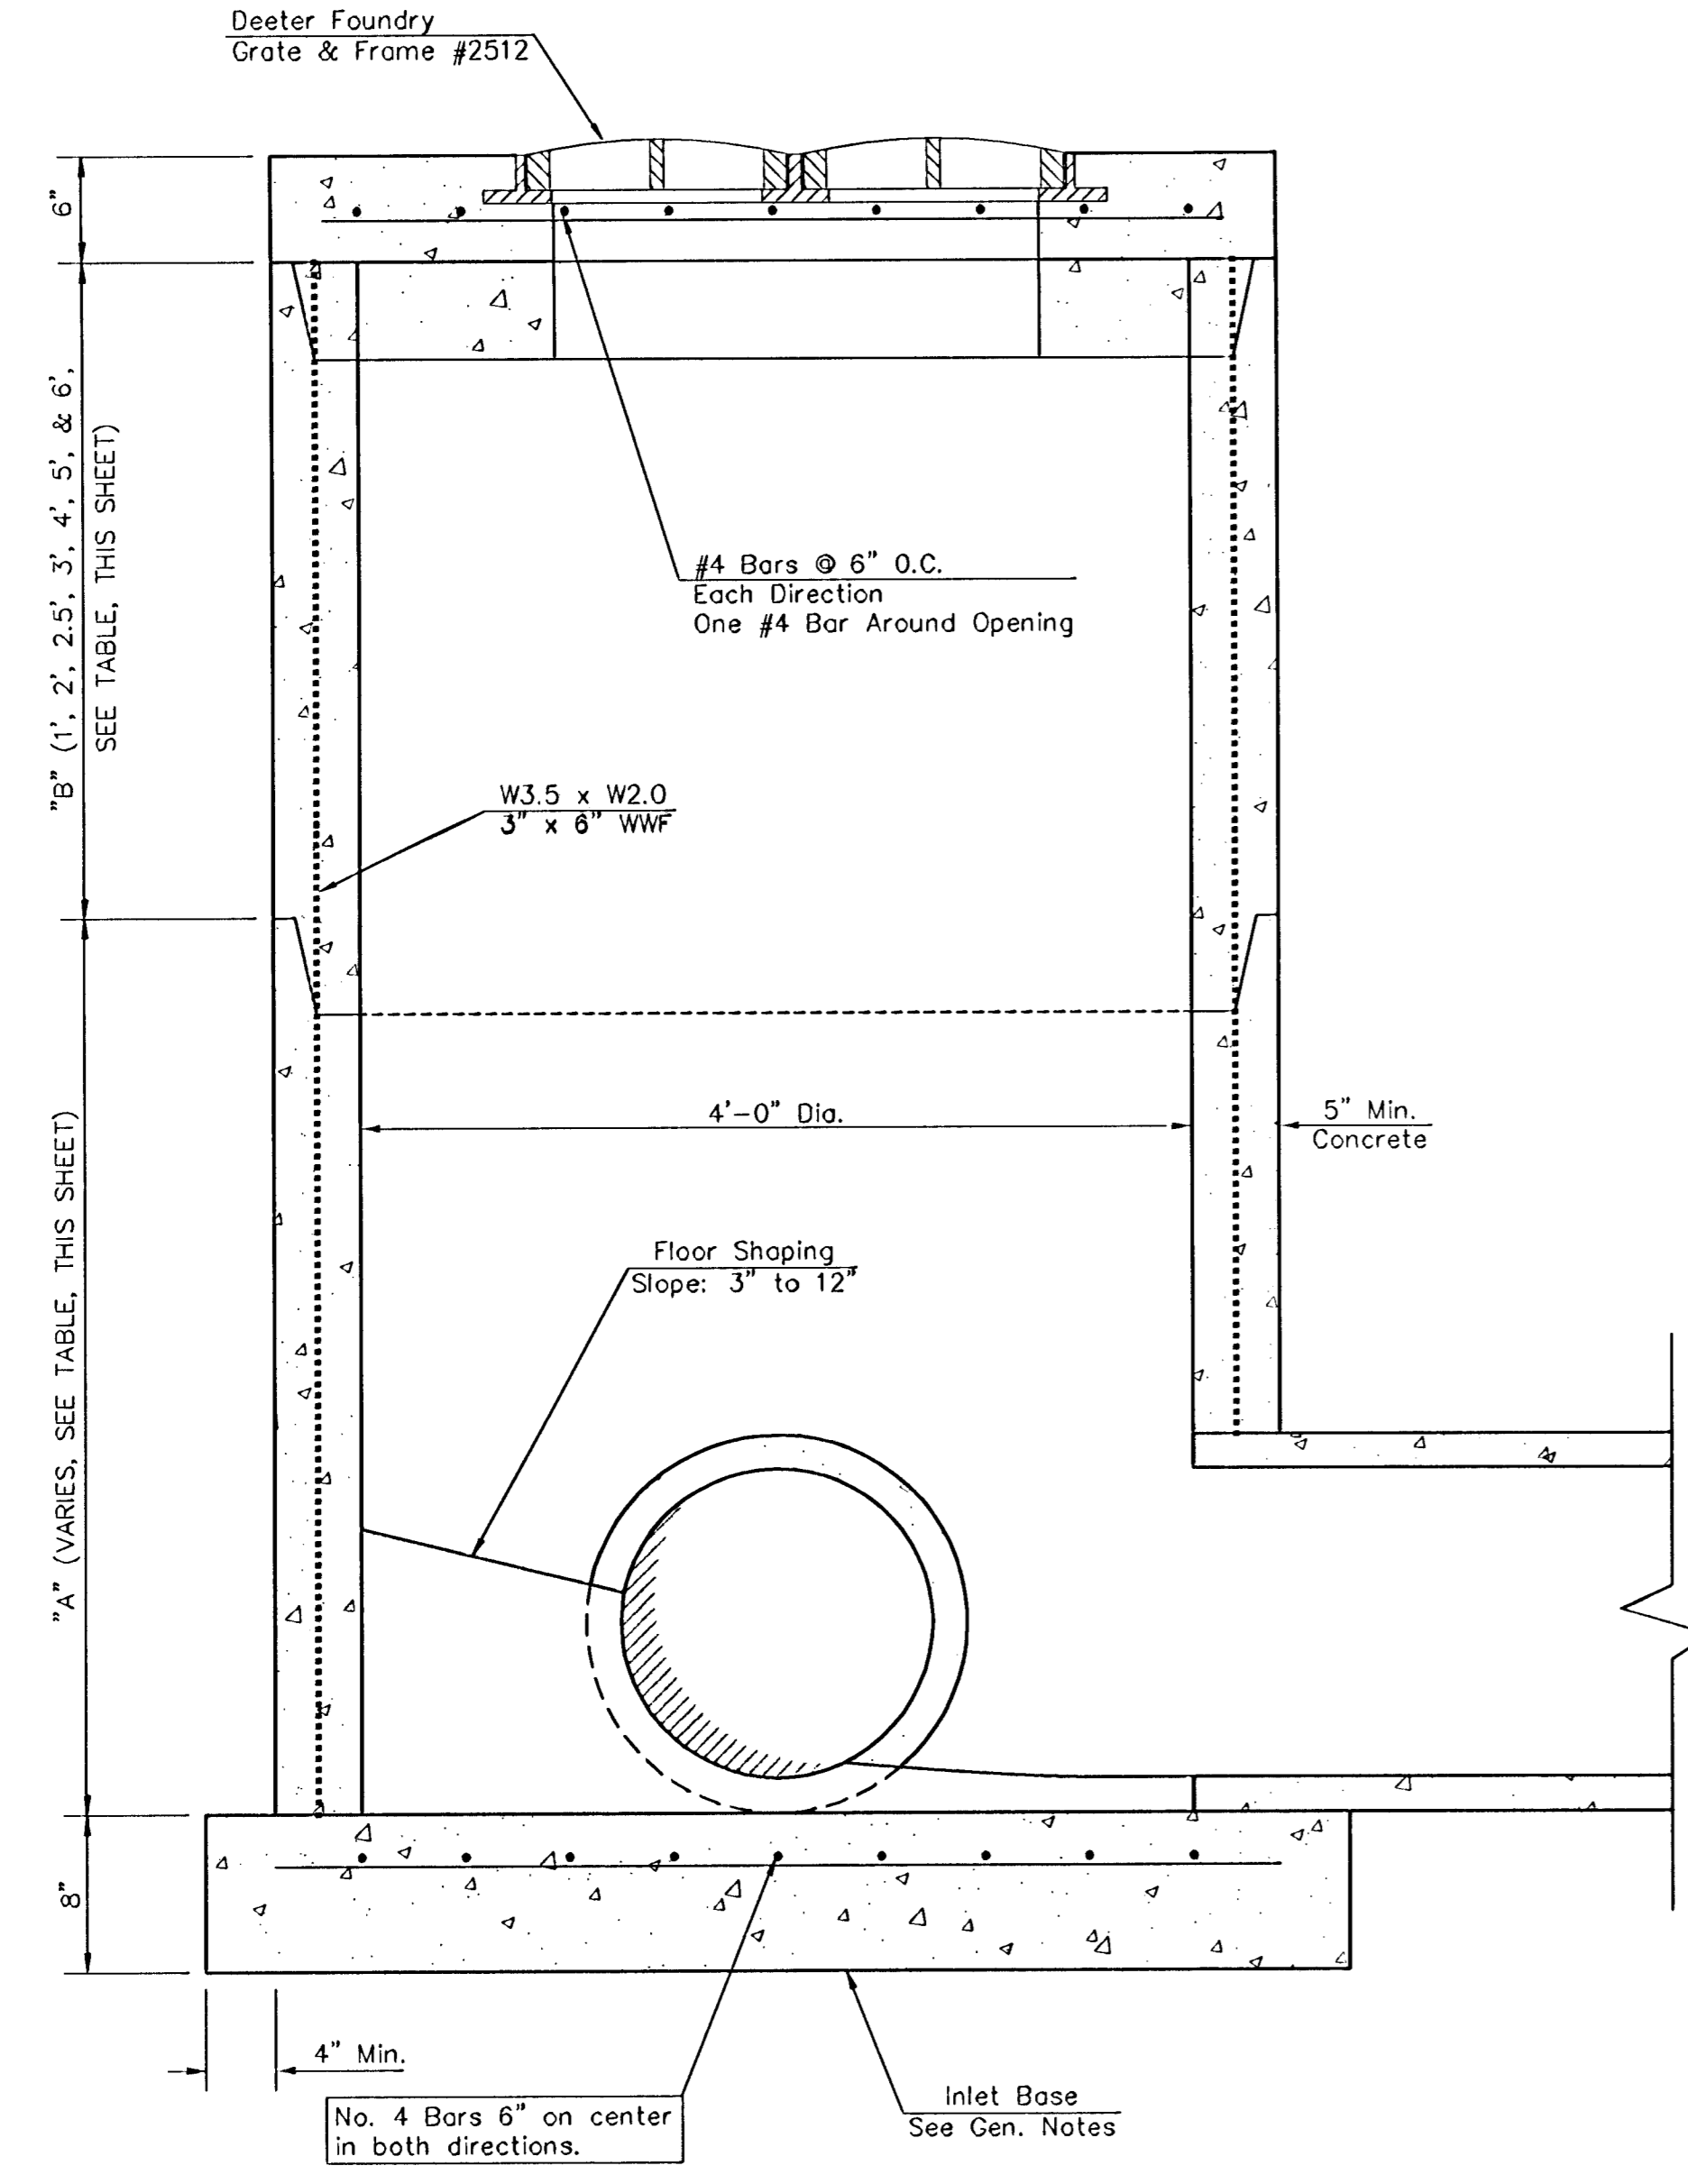 Deeter Foundry
Grate & Frame #2512
6"
"B" (1', 2', 2.5', 3', 4', 5', & 6',
SEE TABLE, THIS SHEET)
#4 Bars @ 6" O.C.
Each Direction
One #4 Bar Around Opening
W3.5 x W2.0
3" x 6" WWF
4'-0" Dia.
5" Min.
Concrete
"A" (VARIES, SEE TABLE, THIS SHEET)
Floor Shaping
Slope: 3" to 12"
8"
4" Min.
No. 4 Bars 6" on center
in both directions.
Inlet Base
See Gen. Notes